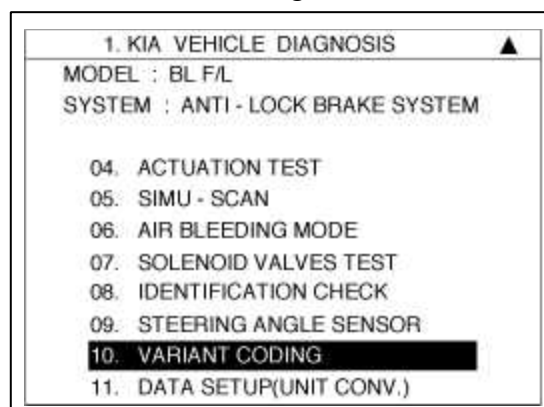 1. KIA VEHICLE DIAGNOSIS ▲
MODEL : BL F/L
SYSTEM : ANTI - LOCK BRAKE SYSTEM
04. ACTUATION TEST
05. SIMU - SCAN
06. AIR BLEEDING MODE
07. SOLENOID VALVES TEST
08. IDENTIFICATION CHECK
09. STEERING ANGLE SENSOR
10. VARIANT CODING
11. DATA SETUP(UNIT CONV.)